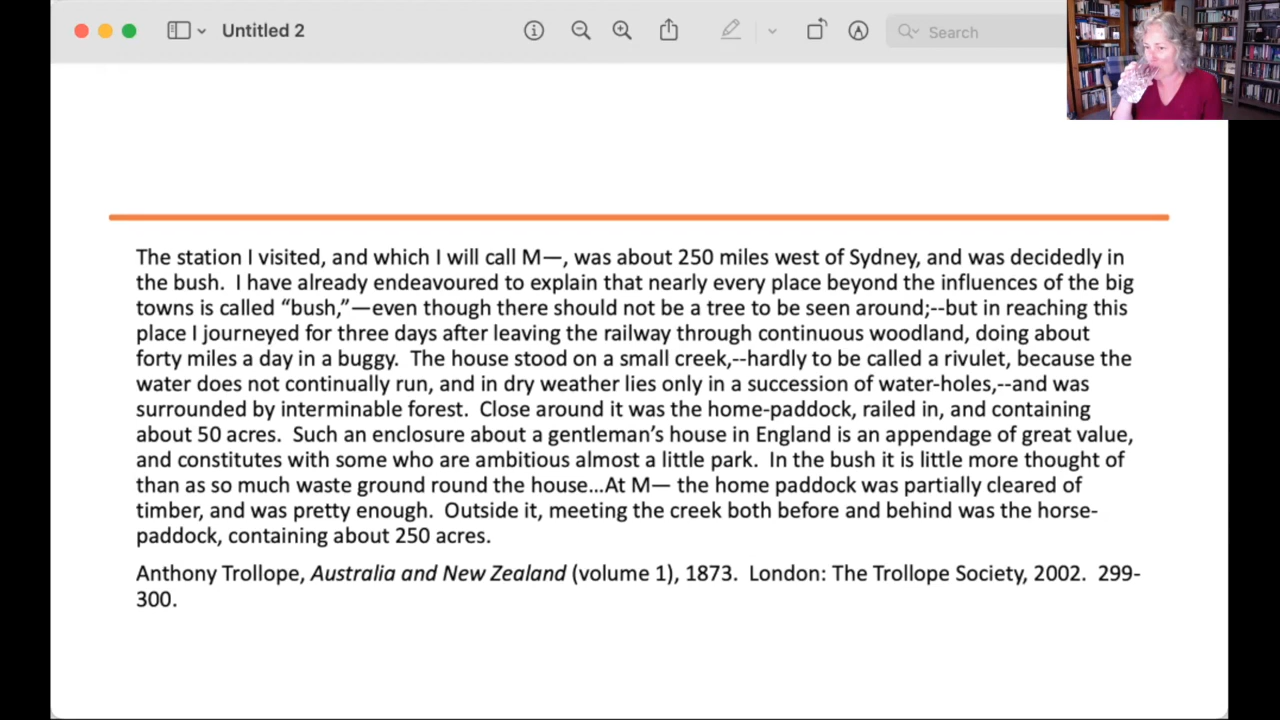 Untitled 2
Search
The station I visited, and which I will call M—, was about 250 miles west of Sydney, and was decidedly in
the bush.  I have already endeavoured to explain that nearly every place beyond the influences of the big
towns is called “bush,”—even though there should not be a tree to be seen around;--but in reaching this
place I journeyed for three days after leaving the railway through continuous woodland, doing about
forty miles a day in a buggy.  The house stood on a small creek,--hardly to be called a rivulet, because the
water does not continually run, and in dry weather lies only in a succession of water-holes,--and was
surrounded by interminable forest.  Close around it was the home-paddock, railed in, and containing
about 50 acres.  Such an enclosure about a gentleman’s house in England is an appendage of great value,
and constitutes with some who are ambitious almost a little park.  In the bush it is little more thought of
than as so much waste ground round the house…At M— the home paddock was partially cleared of
timber, and was pretty enough.  Outside it, meeting the creek both before and behind was the horse-
paddock, containing about 250 acres.
Anthony Trollope, Australia and New Zealand (volume 1), 1873.  London: The Trollope Society, 2002.  299-
300.